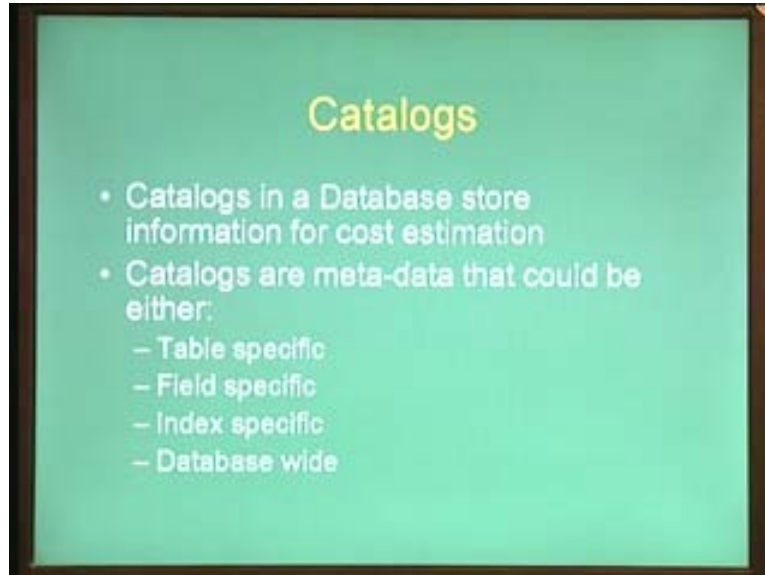 Catalogs
• Catalogs in a Database store
information for cost estimation
• Catalogs are meta-data that could be
either:
– Table specific
– Field specific
– Index specific
– Database wide